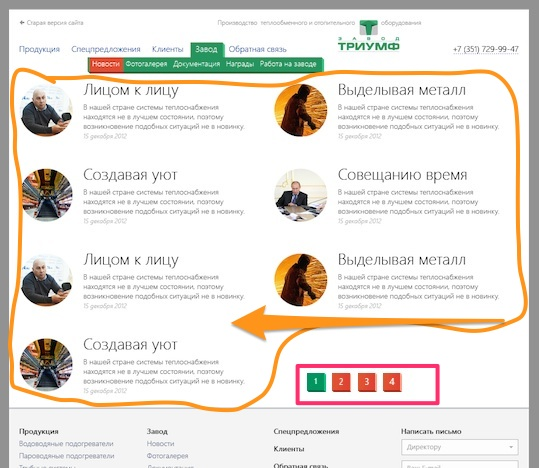 ← Старая версия сайта
Производство теплообменного и отопительного оборудования
ЗАВОД
ТРИУМФ
Продукция Спецпредложения Клиенты Завод Обратная связь
+7 (351) 729-99-47
Новости Фотогалерея Документация Награды Работа на заводе
Лицом к лицу
В нашей стране системы теплоснабжения
находятся не в лучшем состоянии, поэтому
возникновение подобных ситуаций не в новинку.
15 декабря 2012
Выделывая металл
В нашей стране системы теплоснабжения
находятся не в лучшем состоянии, поэтому
возникновение подобных ситуаций не в новинку.
15 декабря 2012
Создавая уют
В нашей стране системы теплоснабжения
находятся не в лучшем состоянии, поэтому
возникновение подобных ситуаций не в новинку.
15 декабря 2012
Совещанию время
В нашей стране системы теплоснабжения
находятся не в лучшем состоянии, поэтому
возникновение подобных ситуаций не в новинку.
15 декабря 2012
Лицом к лицу
В нашей стране системы теплоснабжения
находятся не в лучшем состоянии, поэтому
возникновение подобных ситуаций не в новинку.
15 декабря 2012
Выделывая металл
В нашей стране системы теплоснабжения
находятся не в лучшем состоянии, поэтому
возникновение подобных ситуаций не в новинку.
15 декабря 2012
Создавая уют
В нашей стране системы теплоснабжения
находятся не в лучшем состоянии, поэтому
возникновение подобных ситуаций не в новинку.
15 декабря 2012
1 2 3 4
Продукция Завод Спецпредложения Написать письмо
Водоводяные подогреватели Новости Клиенты Директору
Пароводяные подогреватели Фотогалерея
Обратная связь